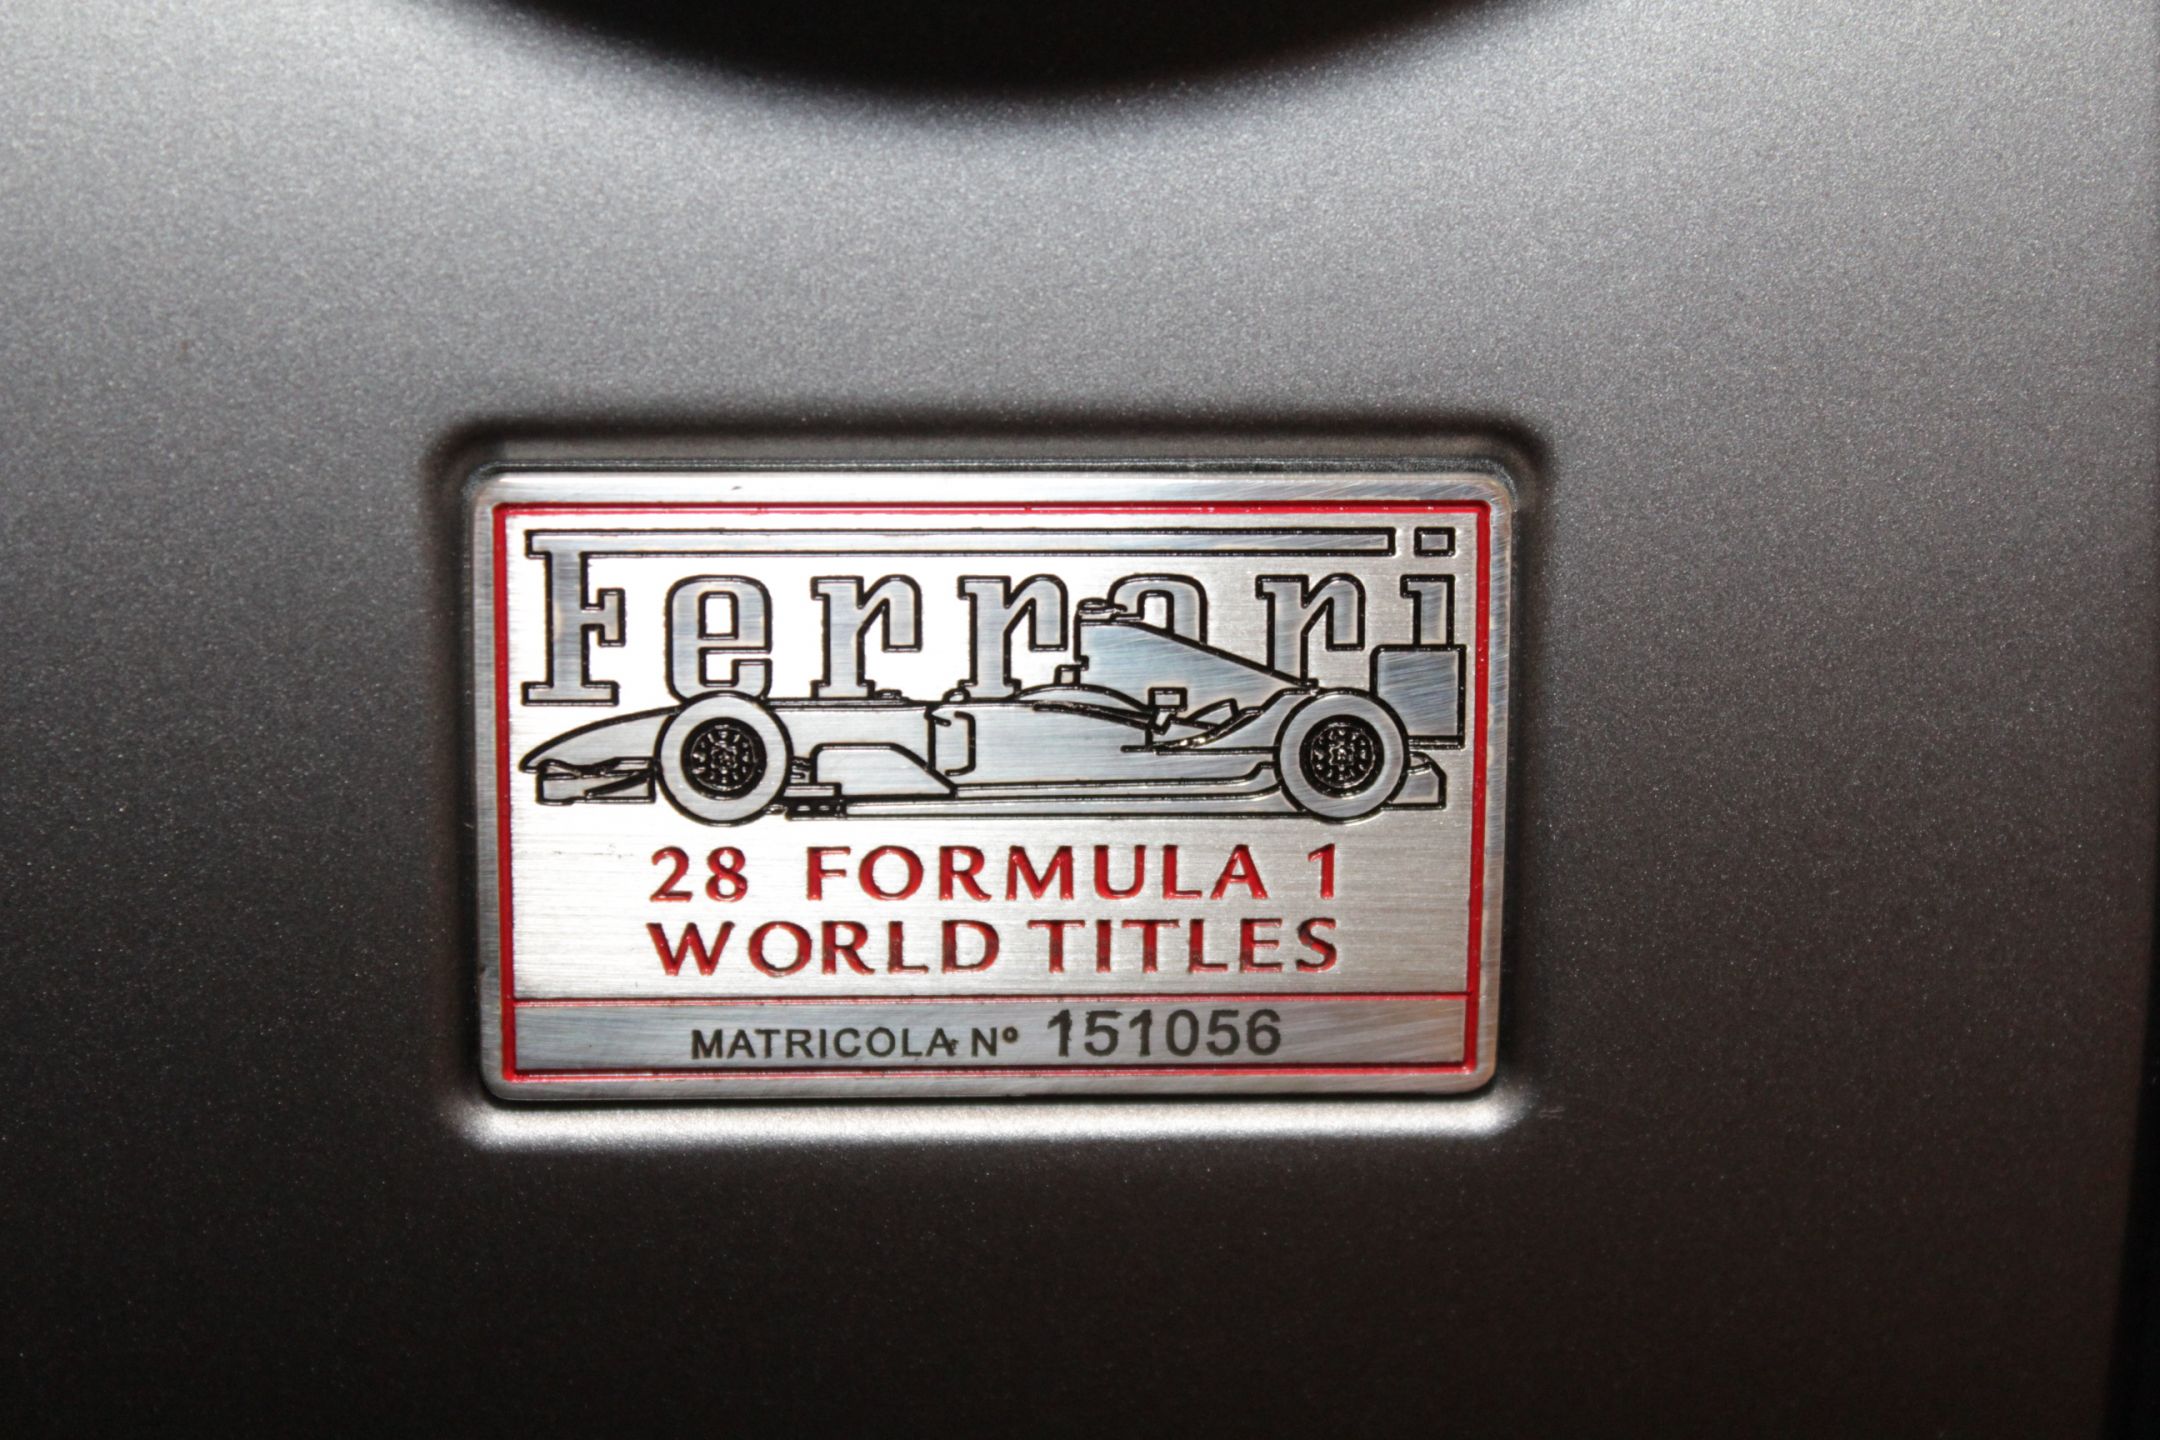 Ferrari
28 FORMULA 1
WORLD TITLES
MATRICOLA Nº 151056